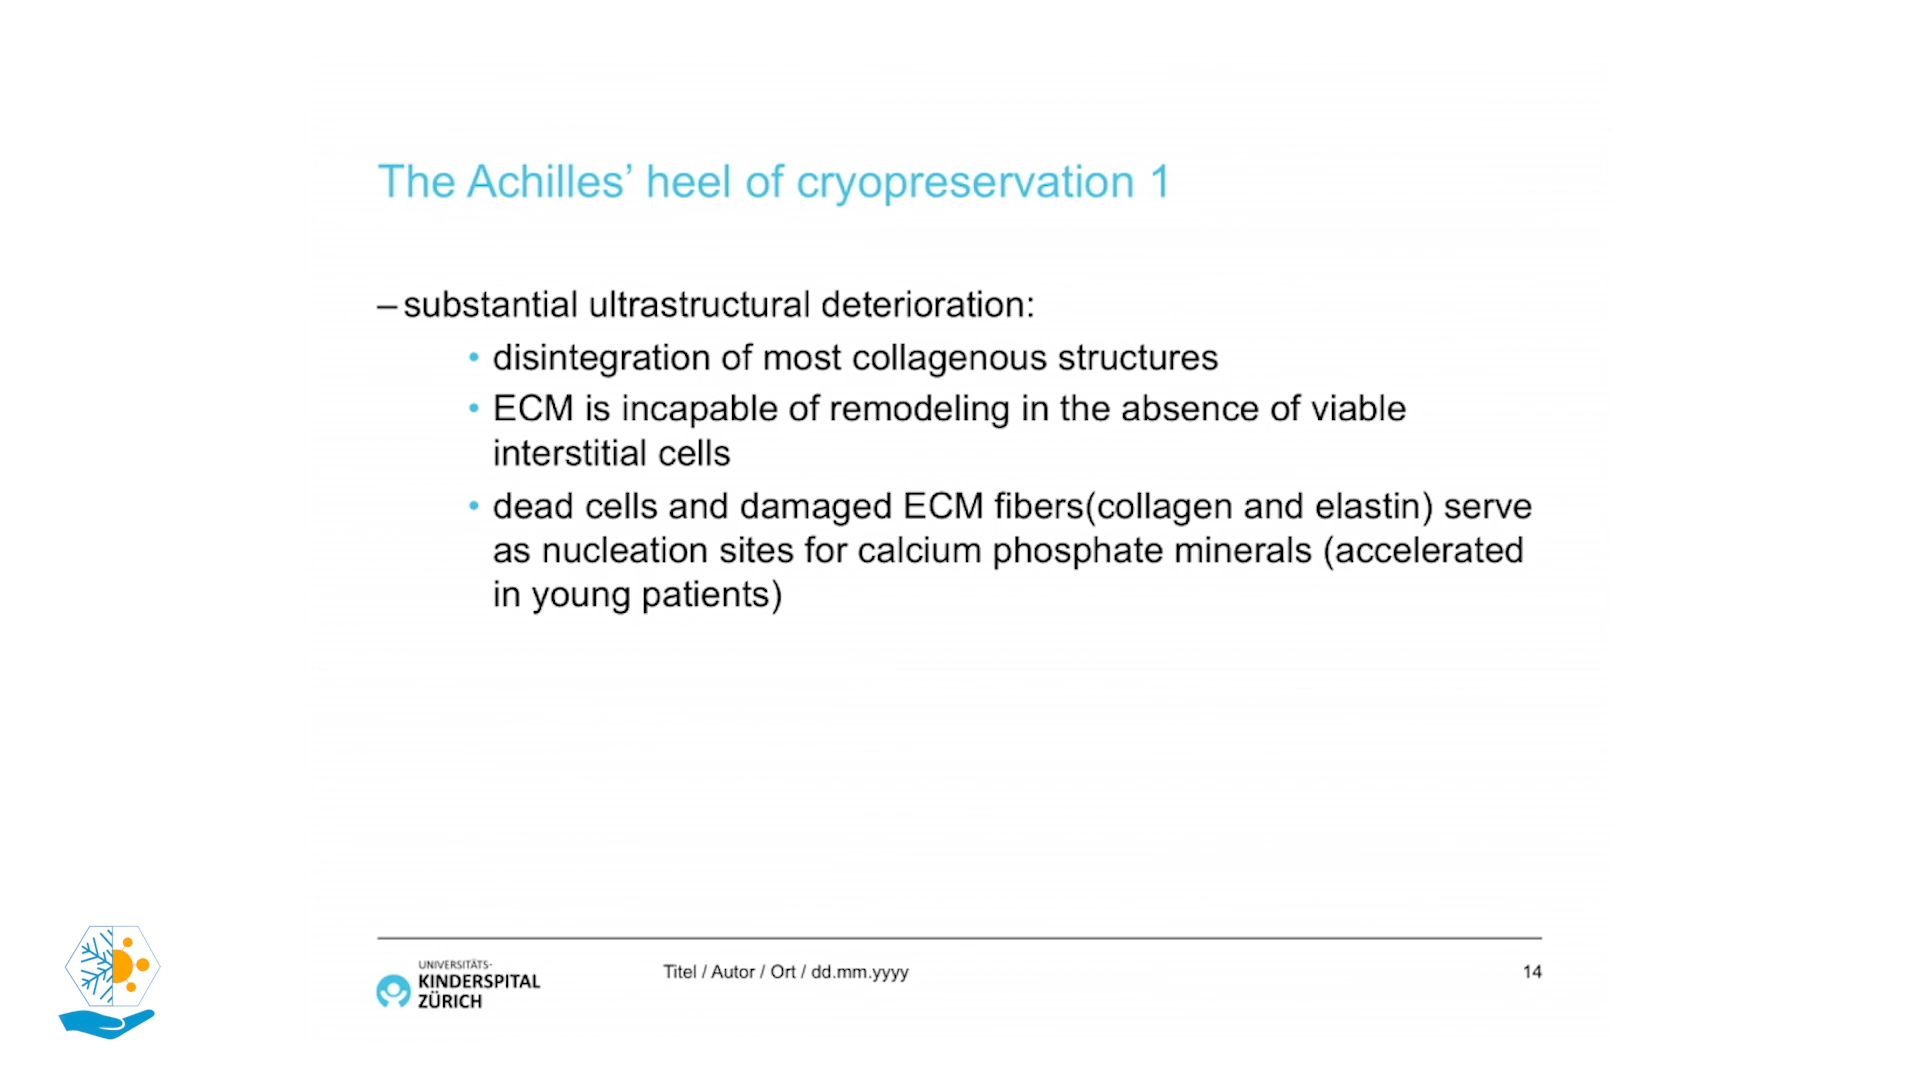 The Achilles’ heel of cryopreservation 1
– substantial ultrastructural deterioration:
• disintegration of most collagenous structures
• ECM is incapable of remodeling in the absence of viable
interstitial cells
• dead cells and damaged ECM fibers(collagen and elastin) serve
as nucleation sites for calcium phosphate minerals (accelerated
in young patients)
UNIVERSITÄTS-
KINDERSPITAL
ZÜRICH
Titel / Autor / Ort / dd.mm.yyyy
14